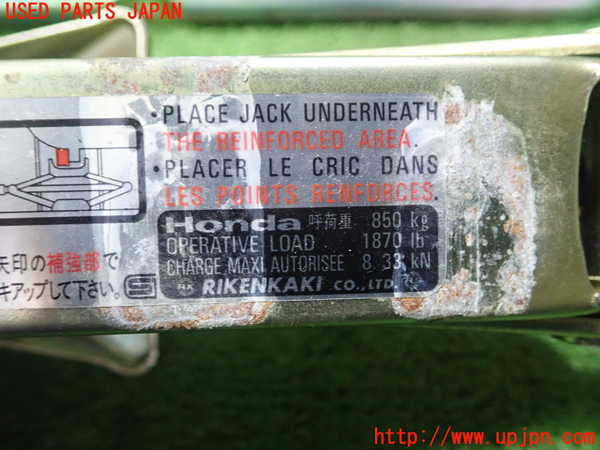 USED PARTS JAPAN
•PLACE JACK UNDERNEATH
THE REINFORCED AREA.
•PLACER LE CRIC DANS
LES POINTS RENFORCES.
Honda 呼荷重 850 kg
OPERATIVE LOAD 1870 lb
CHARGE MAXI AUTORISEE 8.33 kN
RIKENKAKI CO.,LTD.
矢印の補強部で
キアップして下さい。
http://www.upjpn.com/